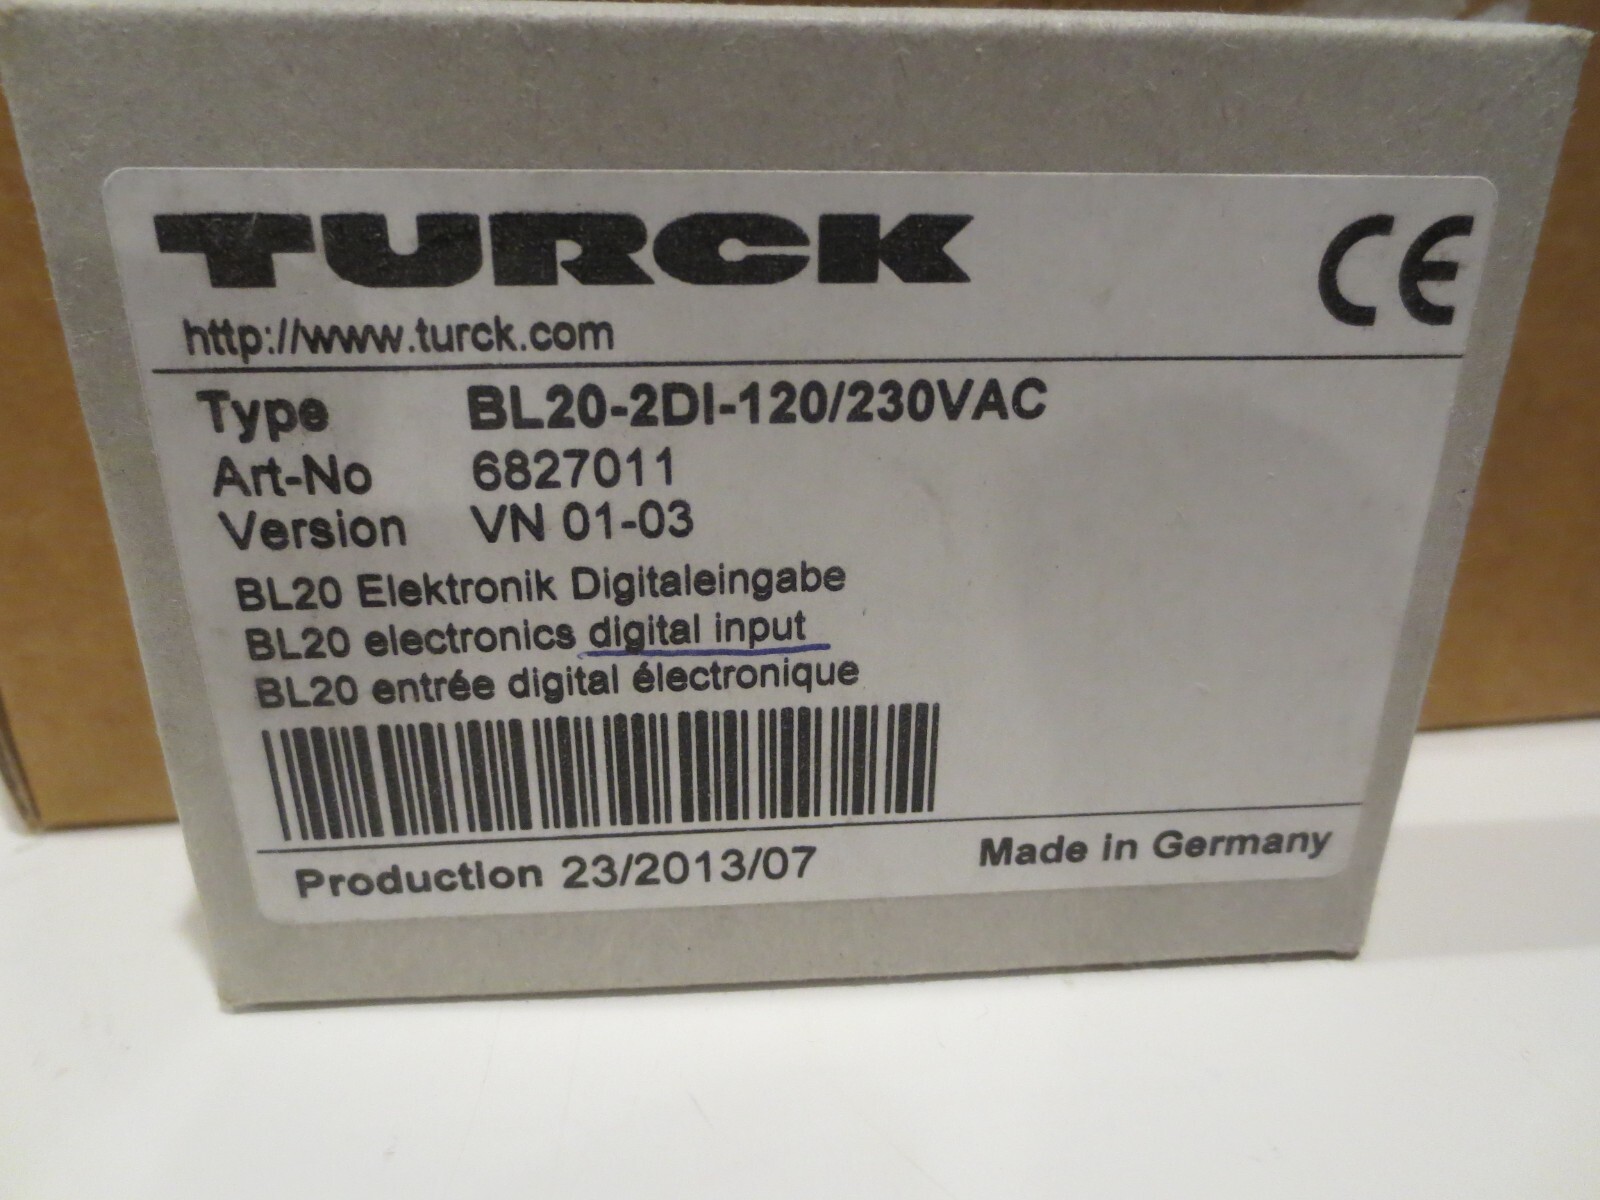 TURCK
CE
http://www.turck.com
Type BL20-2DI-120/230VAC
Art-No 6827011
Version VN 01-03
BL20 Elektronik Digitaleingabe
BL20 electronics digital input
BL20 entrée digital électronique
Production 23/2013/07
Made in Germany